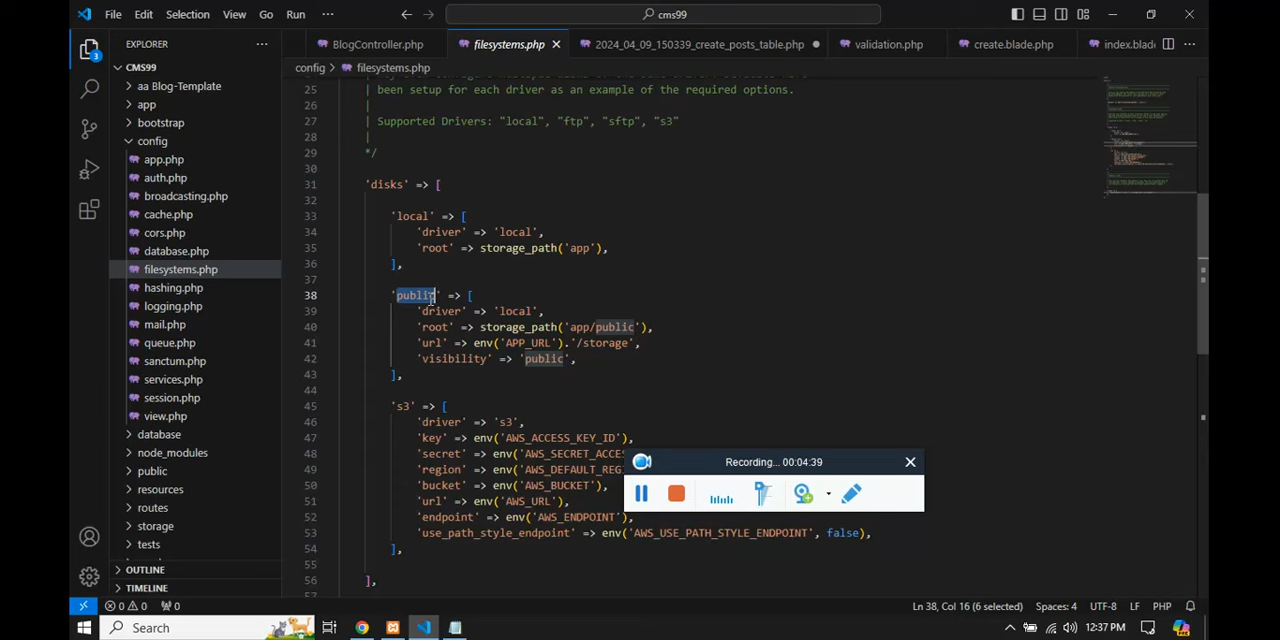 File Edit Selection View Go Run ··· cms99
EXPLORER ···
BlogController.php filesystems.php 2024_04_09_150339_create_posts_table.php validation.php create.blade.php index.blad
config > filesystems.php
CMS99
aa Blog-Template
app
bootstrap
config
app.php
auth.php
broadcasting.php
cache.php
cors.php
database.php
filesystems.php
hashing.php
logging.php
mail.php
queue.php
sanctum.php
services.php
session.php
view.php
database
node_modules
public
resources
routes
storage
tests
OUTLINE
TIMELINE
3
25 | been setup for each driver as an example of the required options.
26 |
27 | Supported Drivers: "local", "ftp", "sftp", "s3"
28 |
29 */
30
31 'disks' => [
32
33 'local' => [
34 'driver' => 'local',
35 'root' => storage_path('app'),
36 ],
37
38 'public' => [
39 'driver' => 'local',
40 'root' => storage_path('app/public'),
41 'url' => env('APP_URL').'/storage',
42 'visibility' => 'public',
43 ],
44
45 's3' => [
46 'driver' => 's3',
47 'key' => env('AWS_ACCESS_KEY_ID'),
48 'secret' => env('AWS_SECRET_ACCES
49 'region' => env('AWS_DEFAULT_REGI
50 'bucket' => env('AWS_BUCKET'),
51 'url' => env('AWS_URL'),
52 'endpoint' => env('AWS_ENDPOINT'),
53 'use_path_style_endpoint' => env('AWS_USE_PATH_STYLE_ENDPOINT', false),
54 ],
55
56 ],
Recording... 00:04:39
0 0 0 Ln 38, Col 16 (6 selected) Spaces: 4 UTF-8 LF PHP
Search 12:37 PM